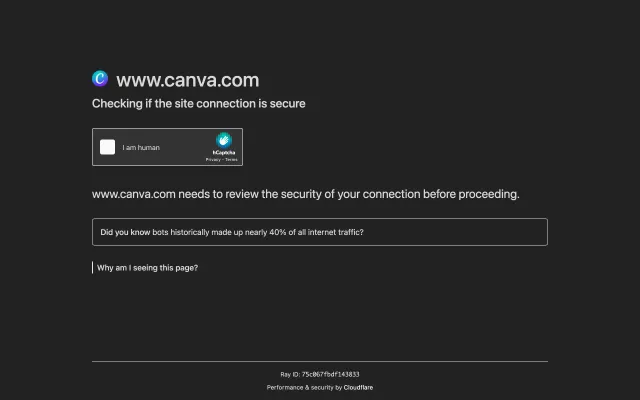 www.canva.com
Checking if the site connection is secure
I am human
hCaptcha
Privacy - Terms
www.canva.com needs to review the security of your connection before proceeding.
Did you know bots historically made up nearly 40% of all internet traffic?
Why am I seeing this page?
Ray ID: 75c067fbdf143833
Performance & security by Cloudflare